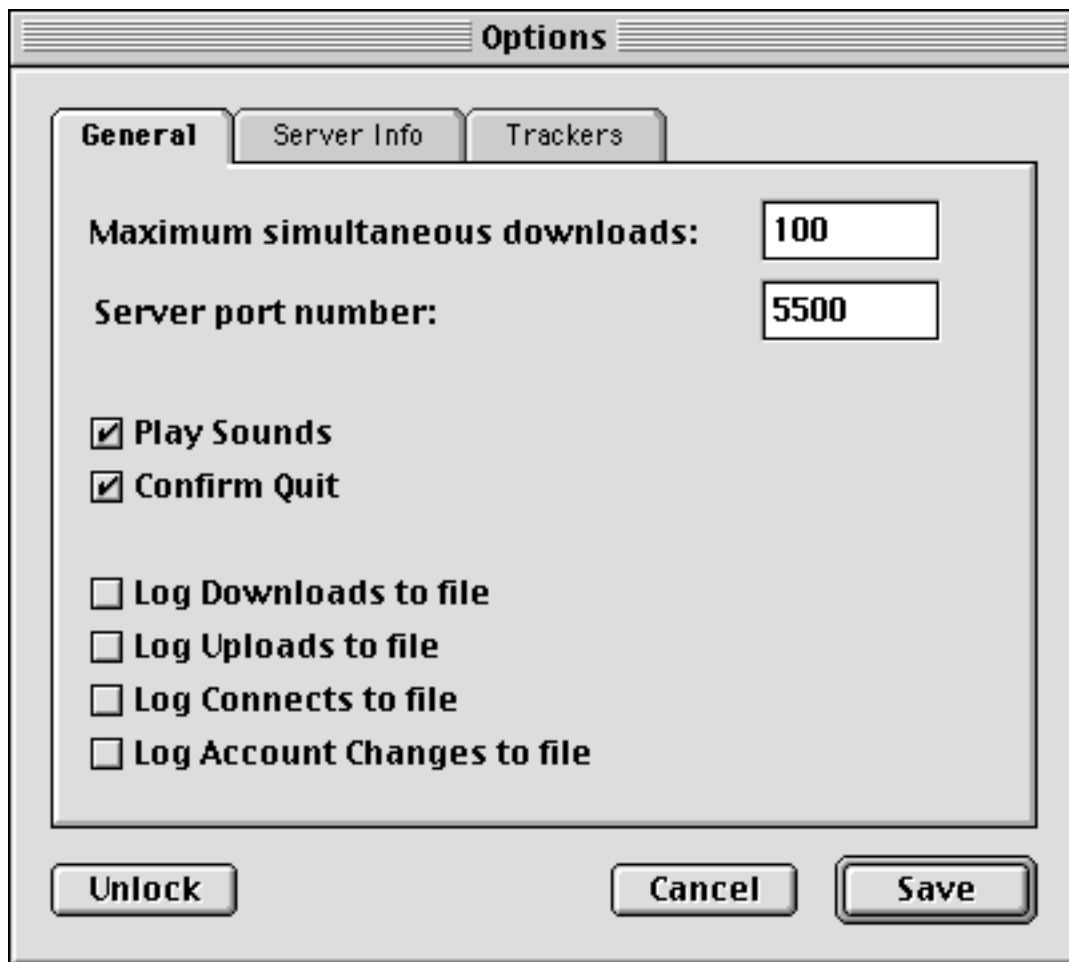 Options
General Server Info Trackers
Maximum simultaneous downloads: 100
Server port number: 5500
Play Sounds
Confirm Quit
Log Downloads to file
Log Uploads to file
Log Connects to file
Log Account Changes to file
Unlock Cancel Save